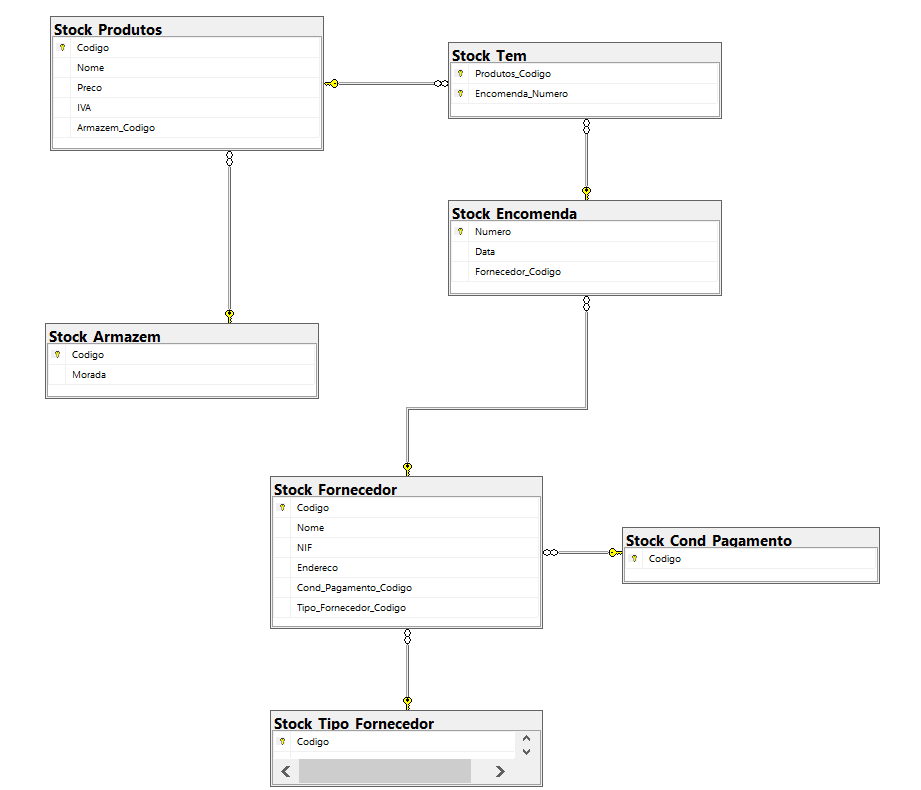 Stock Produtos
Codigo
Nome
Preco
IVA
Armazem_Codigo
Stock Tem
Produtos_Codigo
Encomenda_Numero
Stock Encomenda
Numero
Data
Fornecedor_Codigo
Stock Armazem
Codigo
Morada
Stock Fornecedor
Codigo
Nome
NIF
Endereco
Cond_Pagamento_Codigo
Tipo_Fornecedor_Codigo
Stock Cond Pagamento
Codigo
Stock Tipo Fornecedor
Codigo